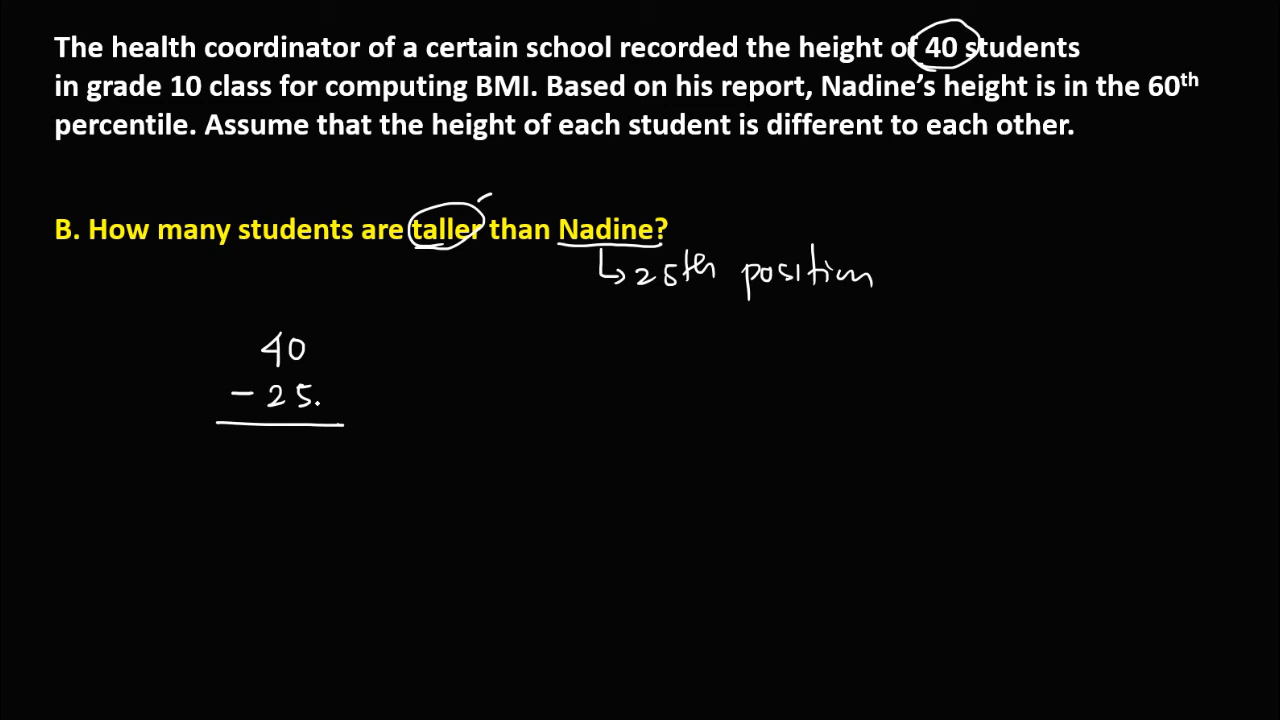 The health coordinator of a certain school recorded the height of 40 students
in grade 10 class for computing BMI. Based on his report, Nadine's height is in the 60th
percentile. Assume that the height of each student is different to each other.
B. How many students are taller than Nadine?
25th position
40
- 25.